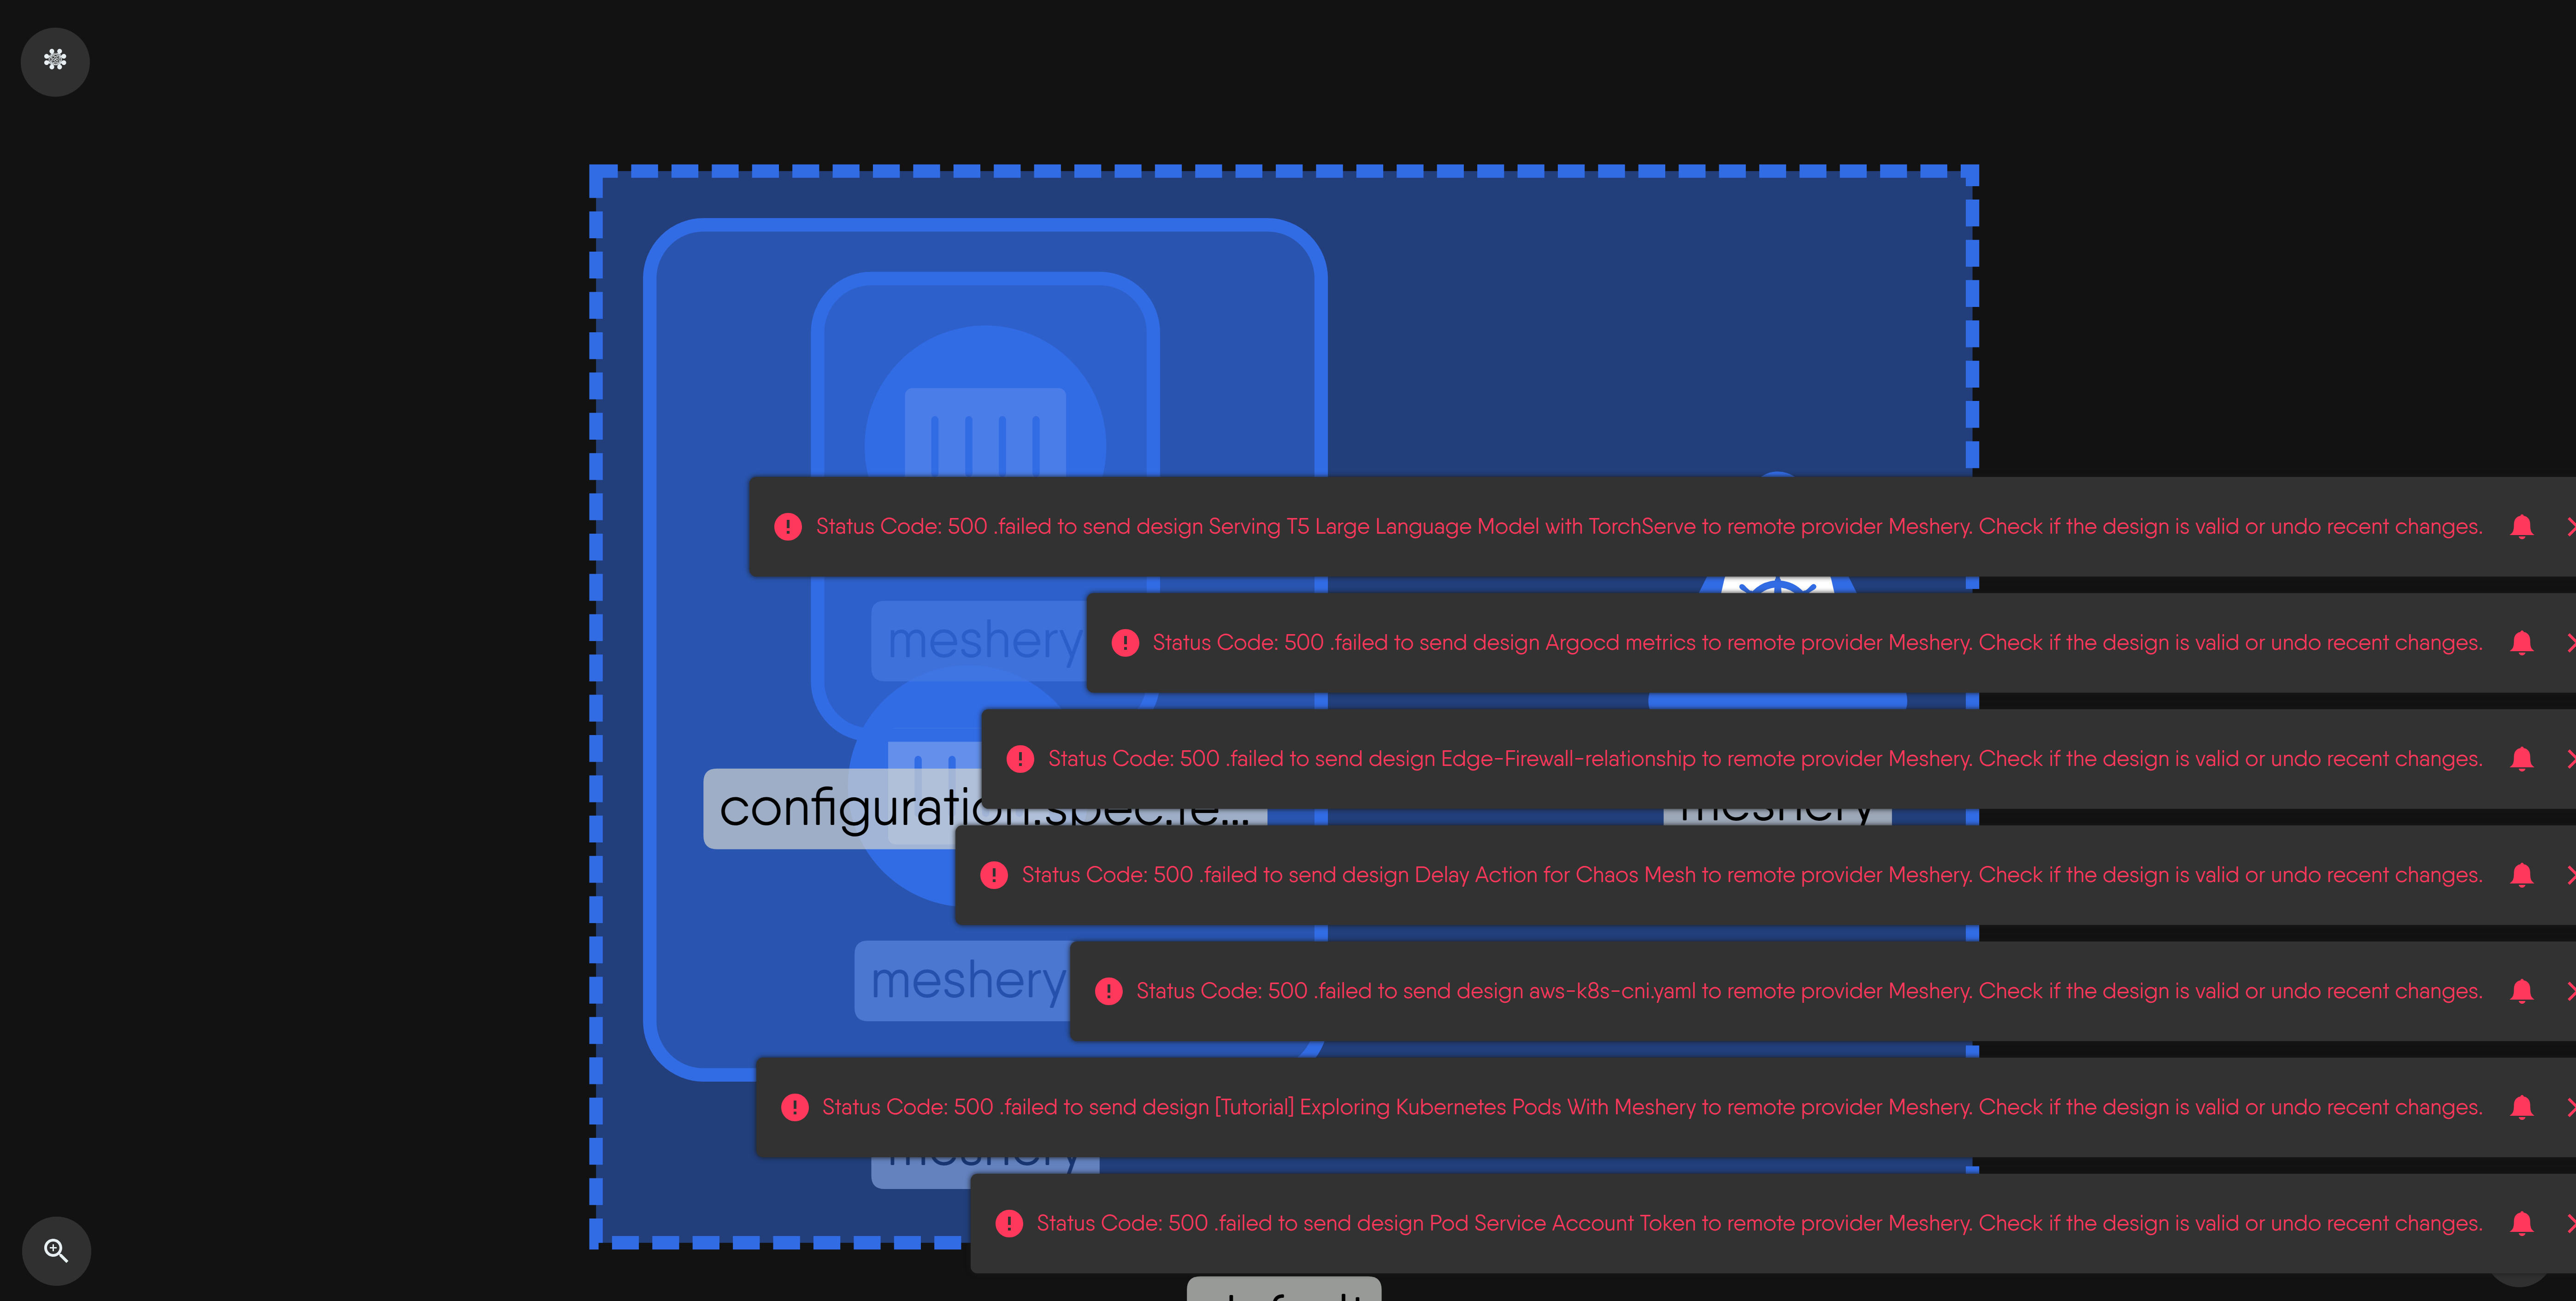 Status Code: 500 .failed to send design Serving T5 Large Language Model with TorchServe to remote provider Meshery. Check if the design is valid or undo recent changes.
meshery
Status Code: 500 .failed to send design Argocd metrics to remote provider Meshery. Check if the design is valid or undo recent changes.
Status Code: 500 .failed to send design Edge-Firewall-relationship to remote provider Meshery. Check if the design is valid or undo recent changes.
configuration.spec.te...
meshery
Status Code: 500 .failed to send design Delay Action for Chaos Mesh to remote provider Meshery. Check if the design is valid or undo recent changes.
meshery
Status Code: 500 .failed to send design aws-k8s-cni.yaml to remote provider Meshery. Check if the design is valid or undo recent changes.
Status Code: 500 .failed to send design [Tutorial] Exploring Kubernetes Pods With Meshery to remote provider Meshery. Check if the design is valid or undo recent changes.
meshery
Status Code: 500 .failed to send design Pod Service Account Token to remote provider Meshery. Check if the design is valid or undo recent changes.